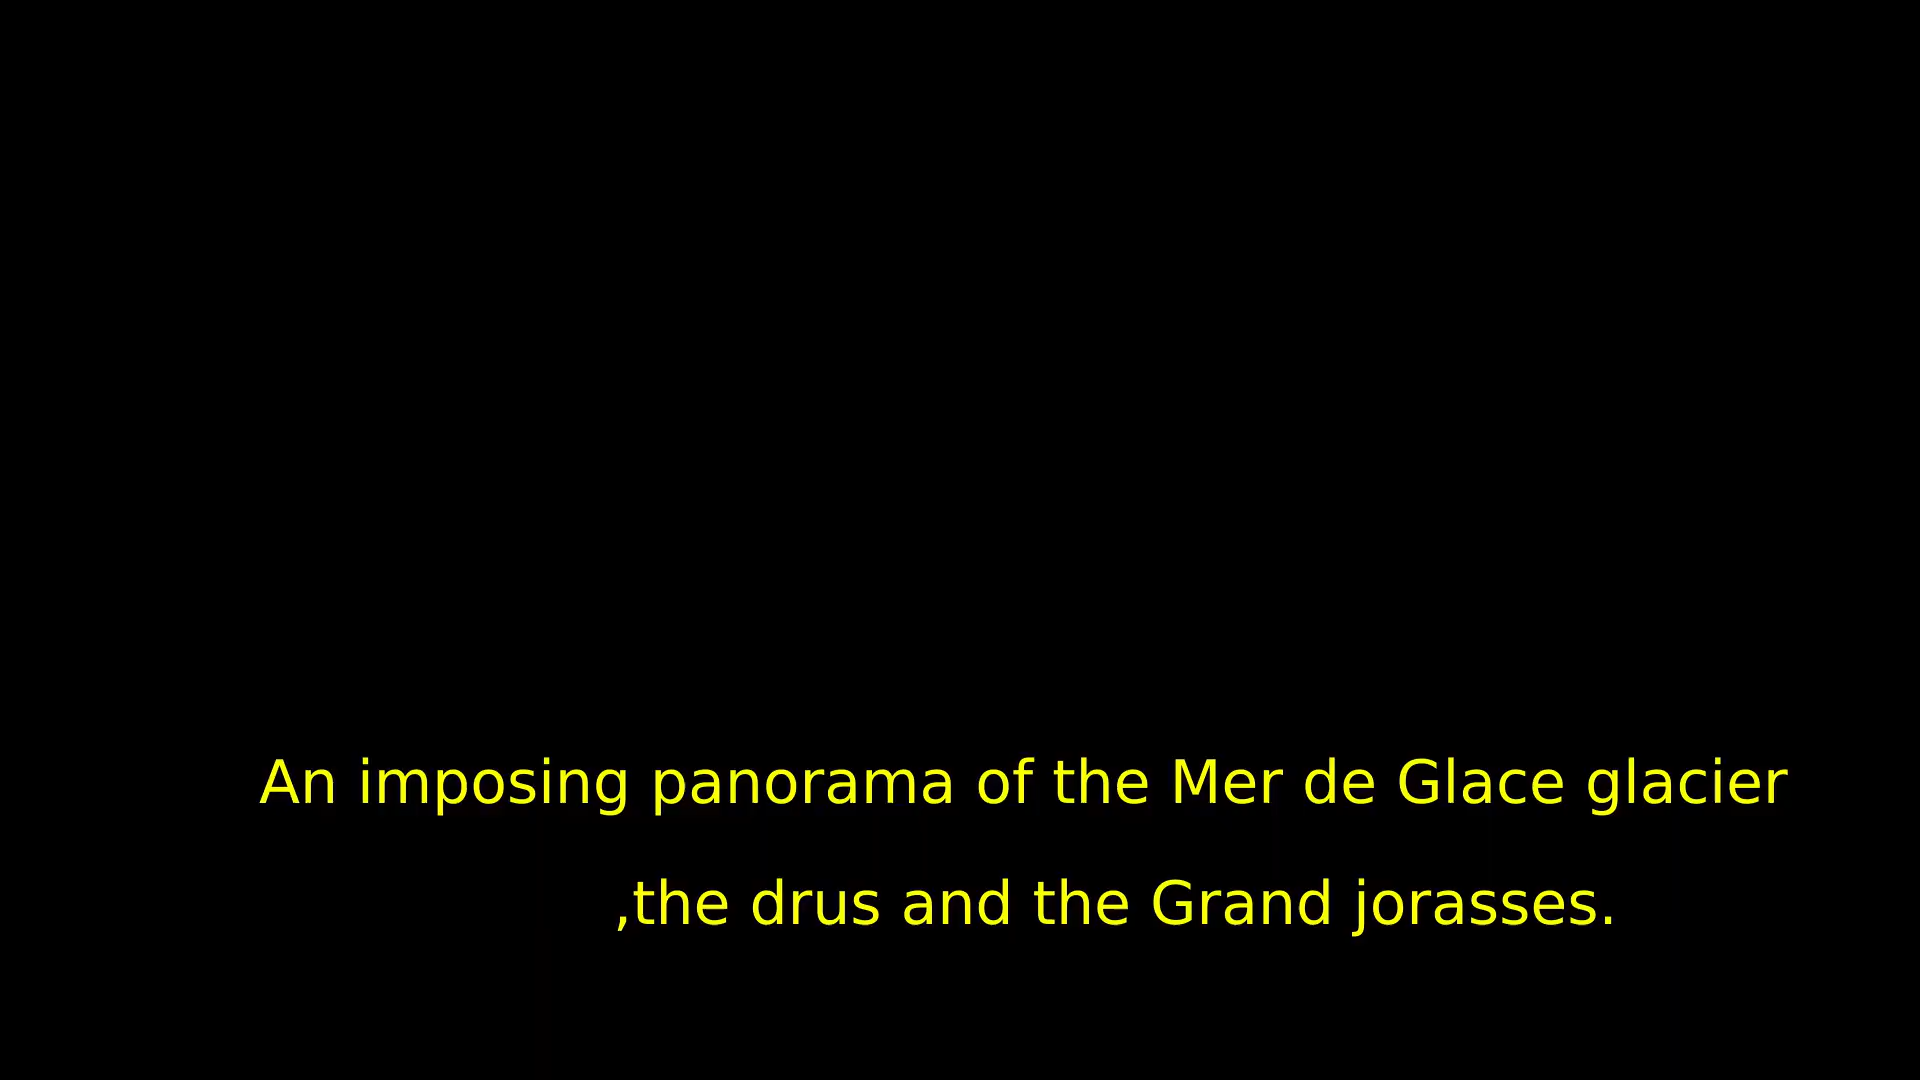 An imposing panorama of the Mer de Glace glacier
,the drus and the Grand jorasses.